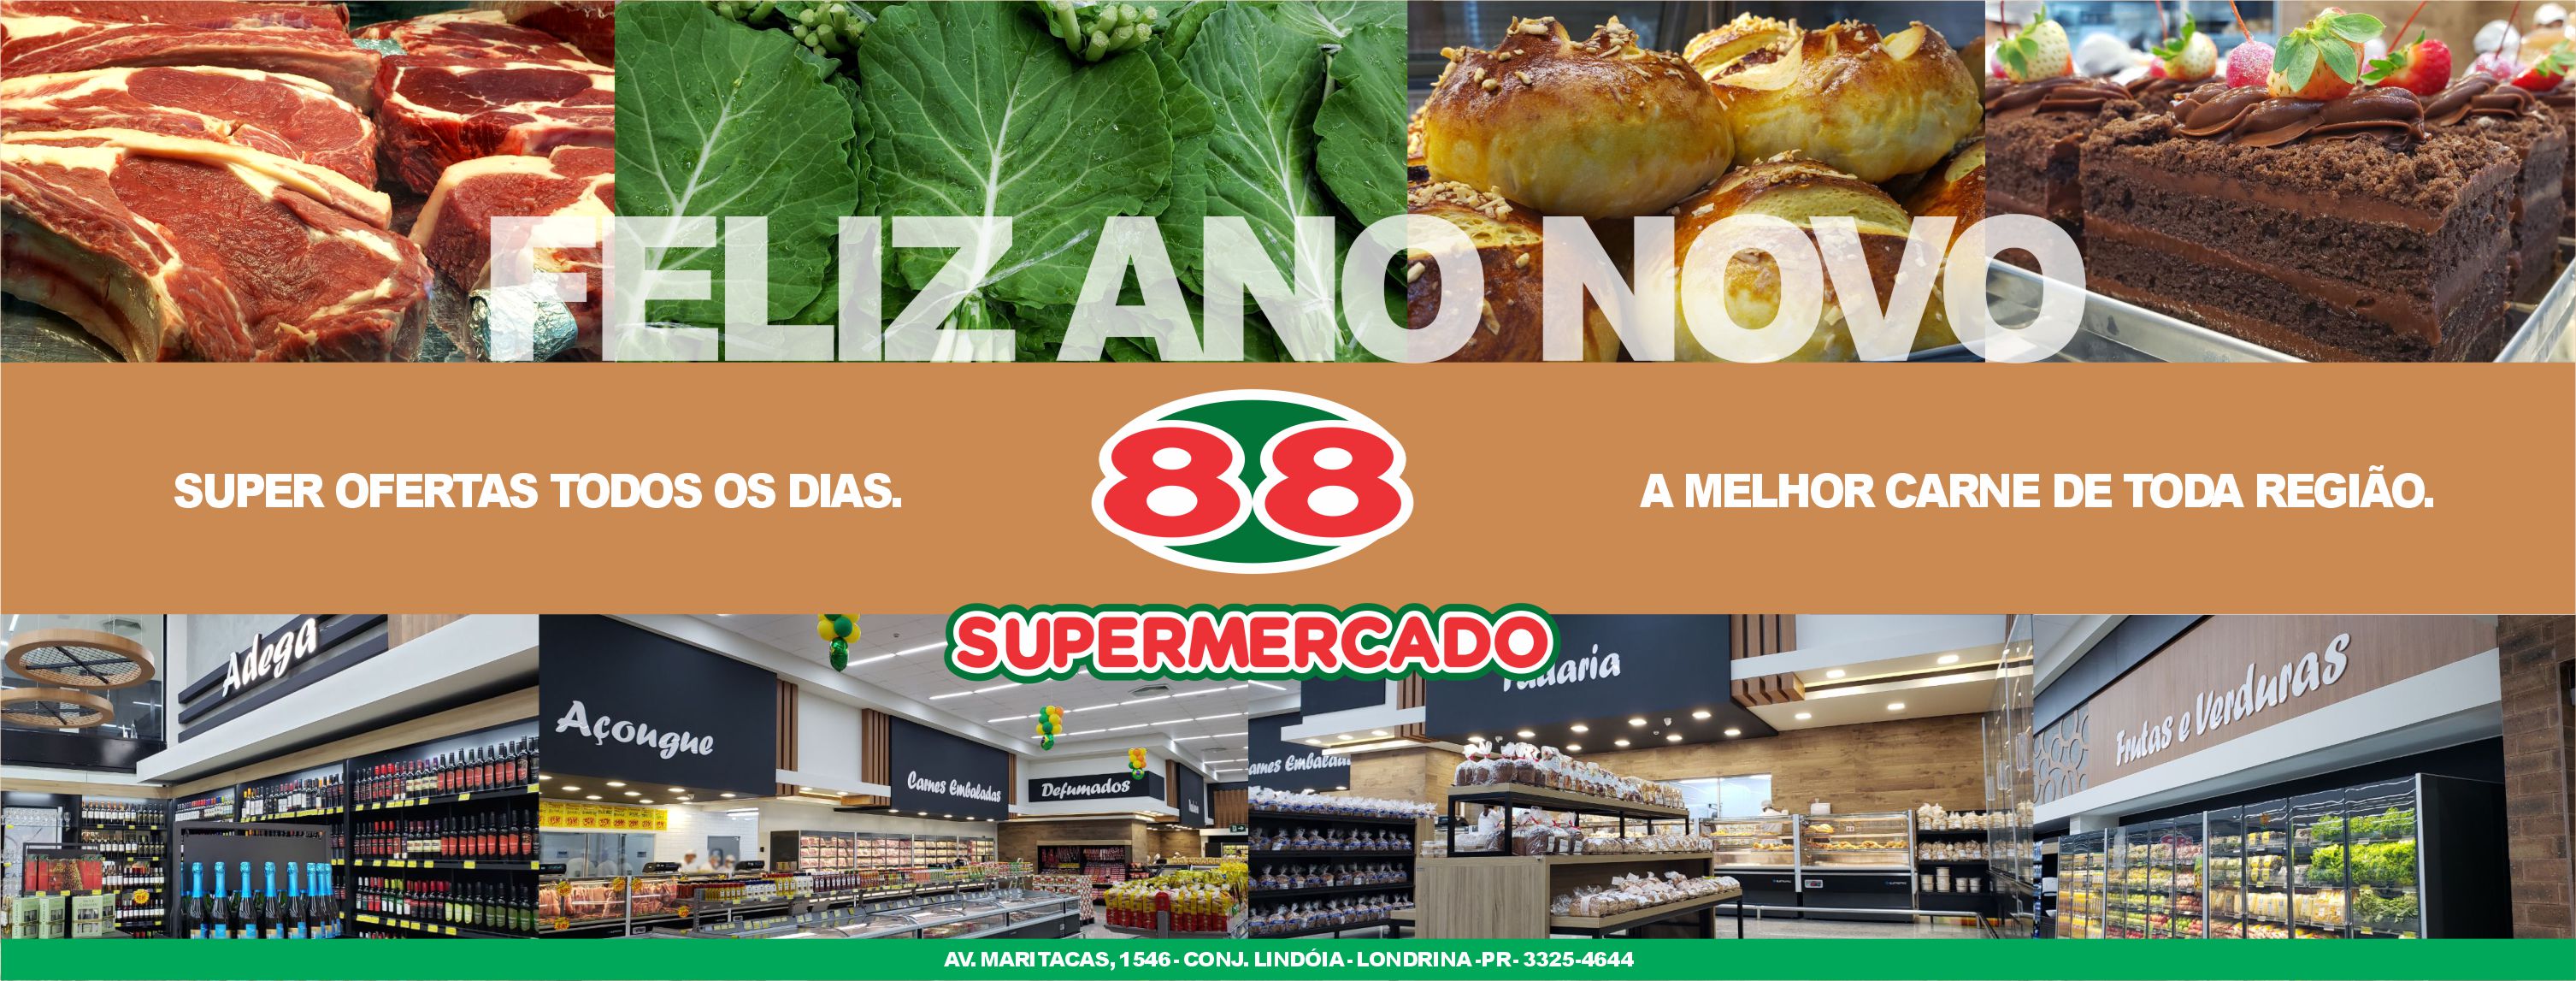 FELIZ ANO NOVO
SUPER OFERTAS TODOS OS DIAS.
88
A MELHOR CARNE DE TODA REGIÃO.
SUPERMERCADO
Adega
Açougue
Carnes Embaladas
Defumados
Frutas e Verduras
AV. MARITACAS, 1546 - CONJ. LINDÓIA - LONDRINA - PR - 3325-4644